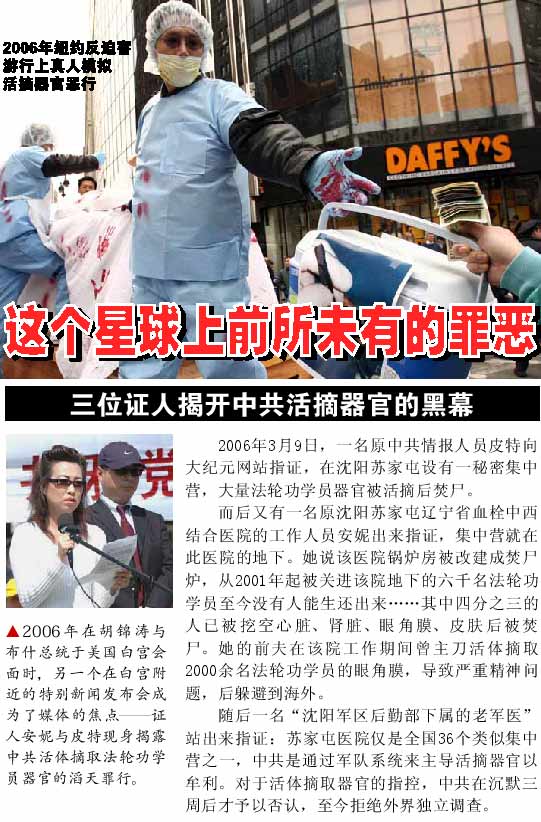 2006年纽约反迫害
游行上真人模拟
活摘器官罪行
Timberland
DAFFY'S
CLOTHING BARGAINS FOR MILLIONAIRES
这个星球上前所未有的罪恶
三位证人揭开中共活摘器官的黑幕
2006年3月9日，一名原中共情报人员皮特向
大纪元网站指证，在沈阳苏家屯设有一秘密集中
营，大量法轮功学员器官被活摘后焚尸。
而后又有一名原沈阳苏家屯辽宁省血栓中西
结合医院的工作人员安妮出来指证，集中营就在
此医院的地下。她说该医院锅炉房被改建成焚尸
炉，从2001年起被关进该院地下的六千名法轮功
学员至今没有人能生还出来……其中四分之三的
人已被挖空心脏、肾脏、眼角膜、皮肤后被焚
尸。她的前夫在该院工作期间曾主刀活体摘取
2000余名法轮功学员的眼角膜，导致严重精神问
题，后躲避到海外。
随后一名“沈阳军区后勤部下属的老军医”
站出来指证：苏家屯医院仅是全国36个类似集中
营之一，中共是通过军队系统来主导活摘器官以
牟利。对于活体摘取器官的指控，中共在沉默三
周后才予以否认，至今拒绝外界独立调查。
党
▲2006年在胡锦涛与
布什总统于美国白宫会
面时，另一个在白宫附
近的特别新闻发布会成
为了媒体的焦点——证
人安妮与皮特现身揭露
中共活体摘取法轮功学
员器官的滔天罪行。